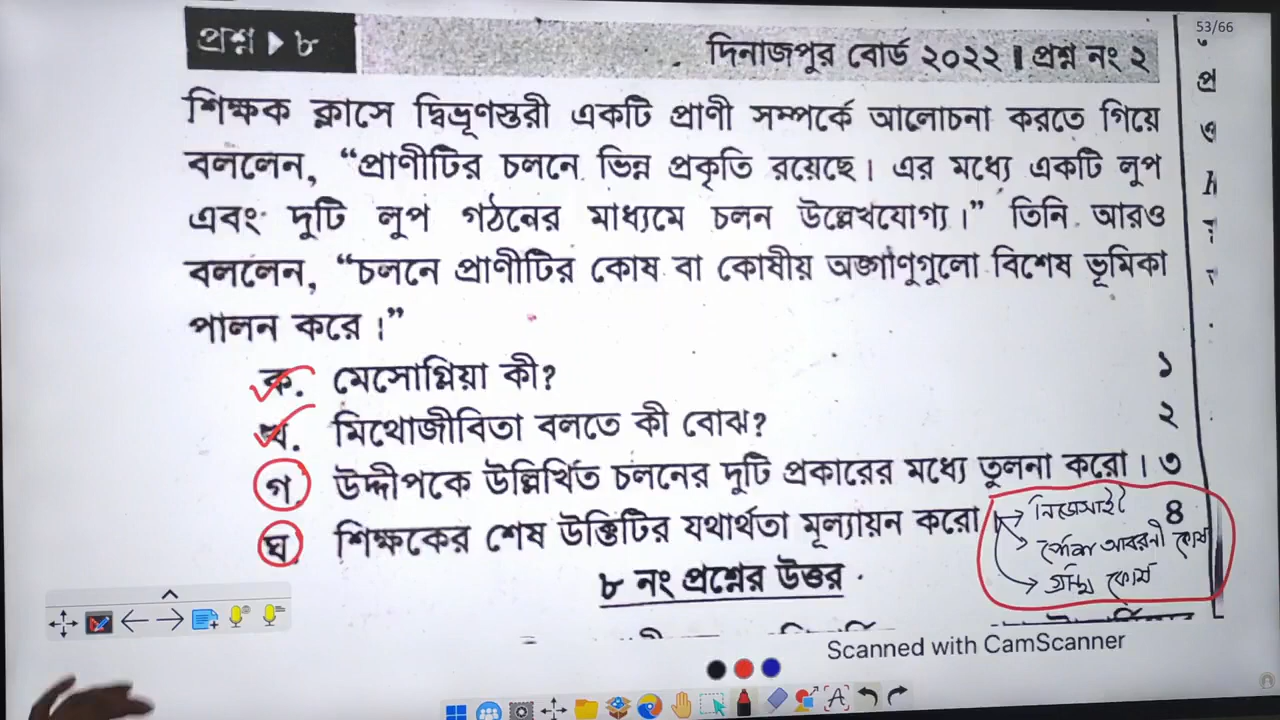 53/66
প্রশ্ন ▶ ৮
দিনাজপুর বোর্ড ২০২২ । প্রশ্ন নং ২
শিক্ষক ক্লাসে দ্বিভ্রূণস্তরী একটি প্রাণী সম্পর্কে আলোচনা করতে গিয়ে
বললেন, “প্রাণীটির চলনে ভিন্ন প্রকৃতি রয়েছে। এর মধ্যে একটি লুপ
এবং দুটি লুপ গঠনের মাধ্যমে চলন উল্লেখযোগ্য।” তিনি আরও
বললেন, “চলনে প্রাণীটির কোষ বা কোষীয় অঙ্গাণুগুলো বিশেষ ভূমিকা
পালন করে।”
ক. মেসোগ্লিয়া কী? ১
খ. মিথোজীবিতা বলতে কী বোঝ? ২
গ. উদ্দীপকে উল্লিখিত চলনের দুটি প্রকারের মধ্যে তুলনা করো। ৩
ঘ. শিক্ষকের শেষ উক্তিটির যথার্থতা মূল্যায়ন করো ৪
নিডোসাইট
পেশি আবরণী কোষ
গ্রন্থি কোষ
৮ নং প্রশ্নের উত্তর
Scanned with CamScanner